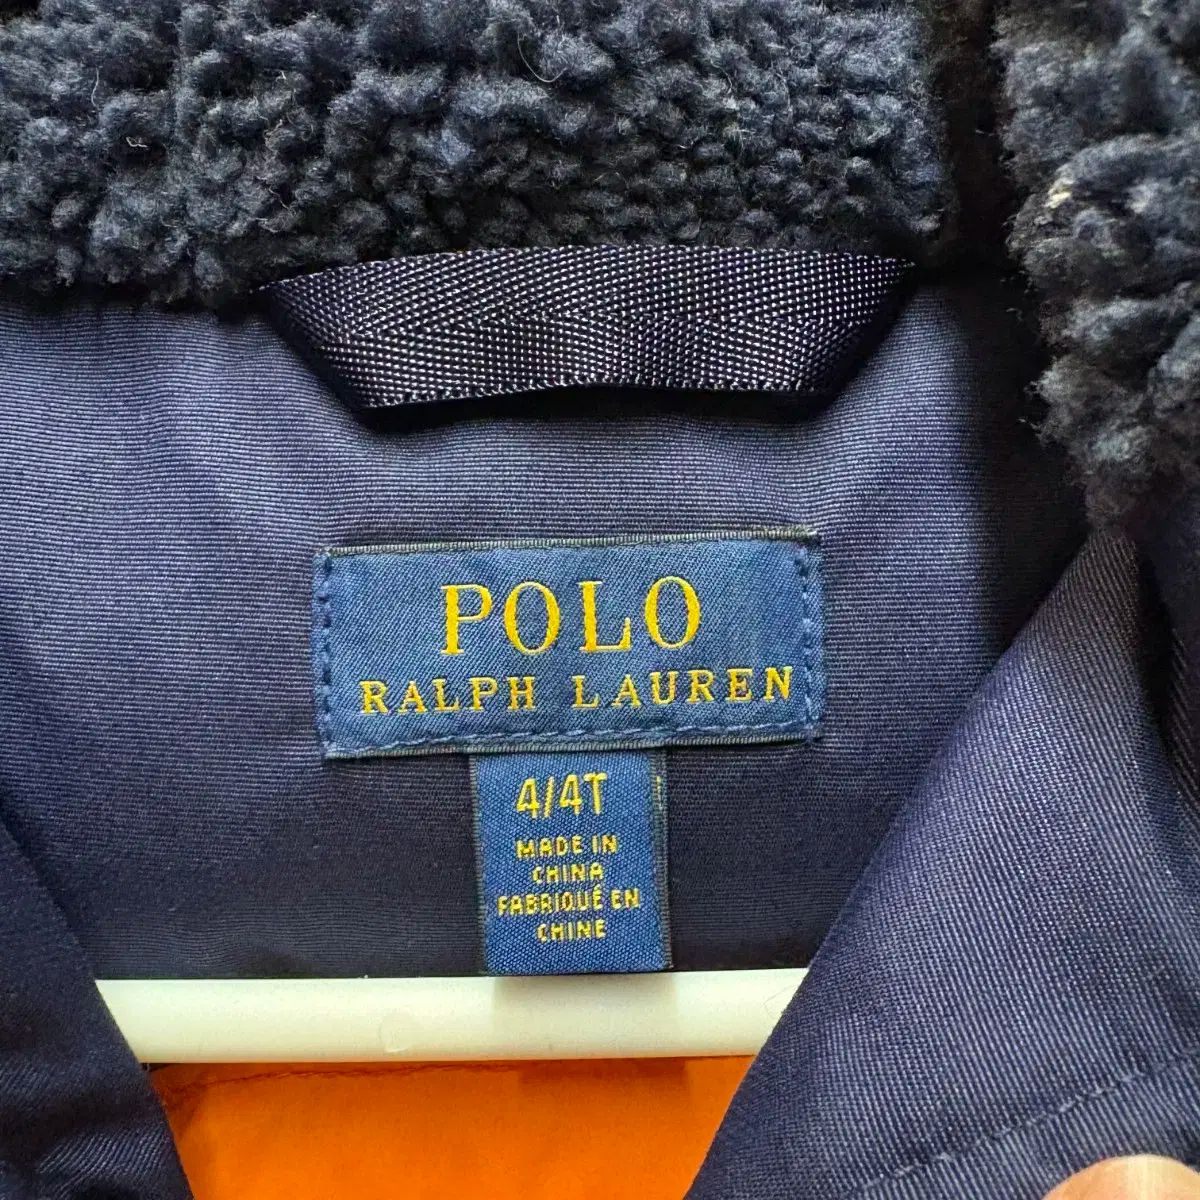 POLO
RALPH LAUREN
4/4T
MADE IN
CHINA
FABRIQUÉ EN
CHINE